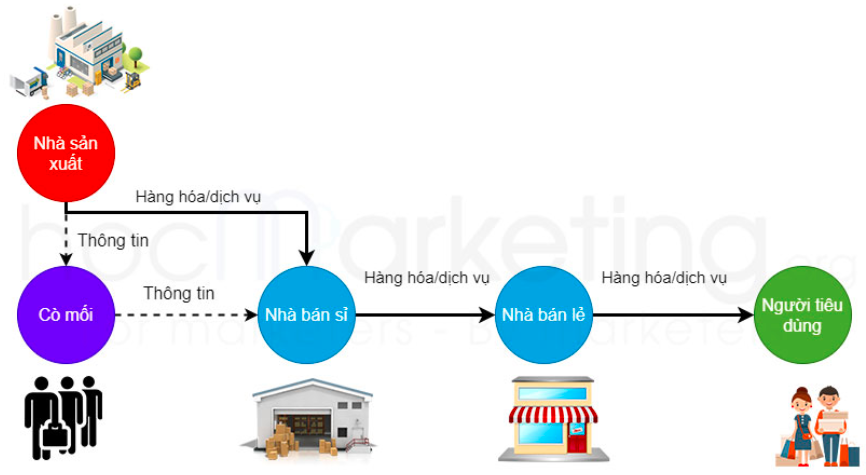 Nhà sản
xuất
Hàng hóa/dịch vụ
Thông tin
Cò mối
Thông tin
Nhà bán sỉ
Hàng hóa/dịch vụ
Nhà bán lẻ
Hàng hóa/dịch vụ
Người tiêu
dùng